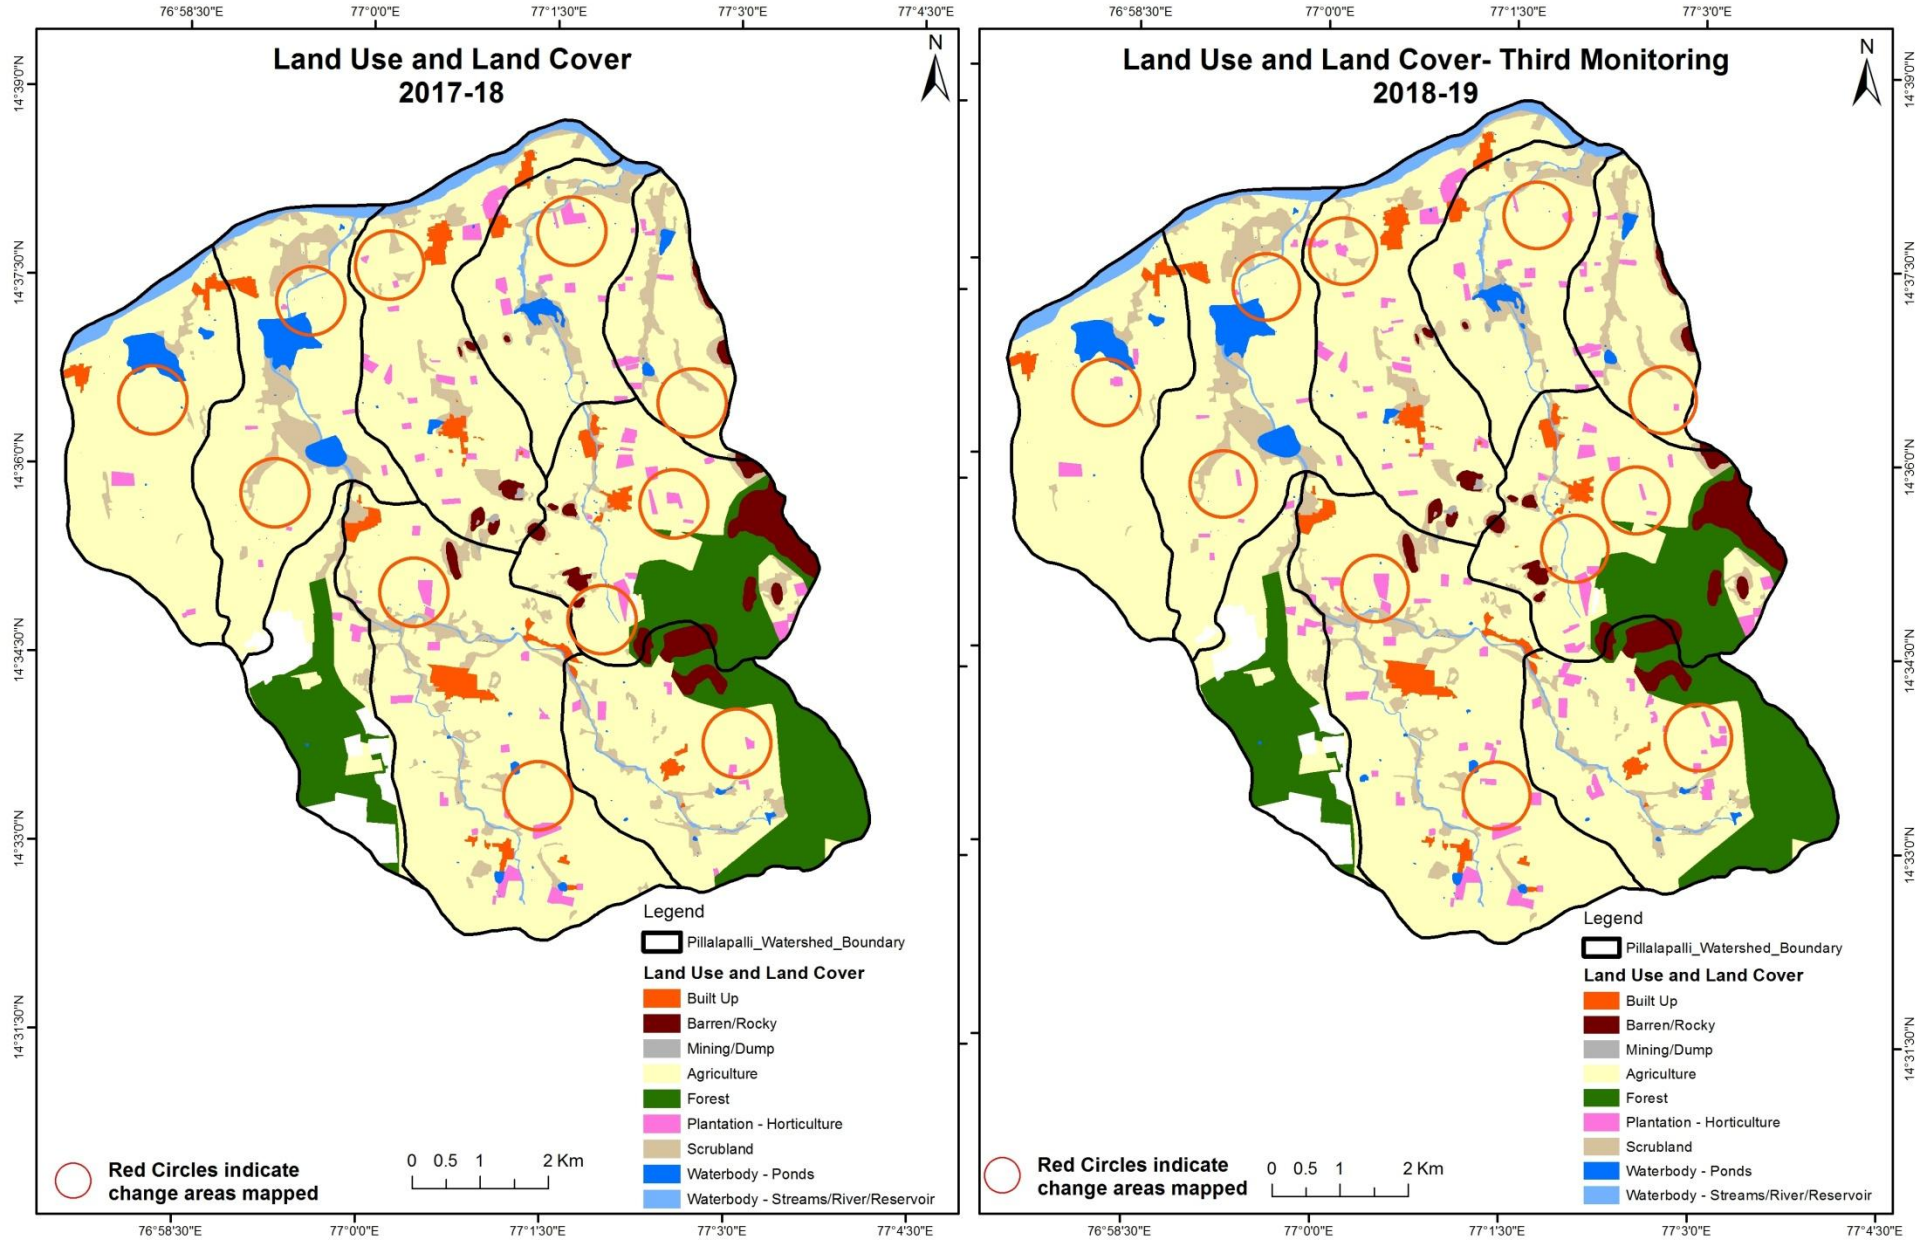 76°58'30"E 77°0'0"E 77°1'30"E 77°3'0"E 77°4'30"E
Land Use and Land Cover
2017-18
N
14°39'0"N
14°37'30"N
14°36'0"N
14°34'30"N
14°33'0"N
14°31'30"N
Legend
Pillalapalli_Watershed_Boundary
Land Use and Land Cover
Built Up
Barren/Rocky
Mining/Dump
Agriculture
Forest
Plantation - Horticulture
Scrubland
Waterbody - Ponds
Waterbody - Streams/River/Reservoir
Red Circles indicate
change areas mapped
0 0.5 1 2 Km
76°58'30"E 77°0'0"E 77°1'30"E 77°3'0"E 77°4'30"E
76°58'30"E 77°0'0"E 77°1'30"E 77°3'0"E
Land Use and Land Cover- Third Monitoring
2018-19
N
14°39'0"N
14°37'30"N
14°36'0"N
14°34'30"N
14°33'0"N
14°31'30"N
Legend
Pillalapalli_Watershed_Boundary
Land Use and Land Cover
Built Up
Barren/Rocky
Mining/Dump
Agriculture
Forest
Plantation - Horticulture
Scrubland
Waterbody - Ponds
Waterbody - Streams/River/Reservoir
Red Circles indicate
change areas mapped
0 0.5 1 2 Km
76°58'30"E 77°0'0"E 77°1'30"E 77°3'0"E 77°4'30"E